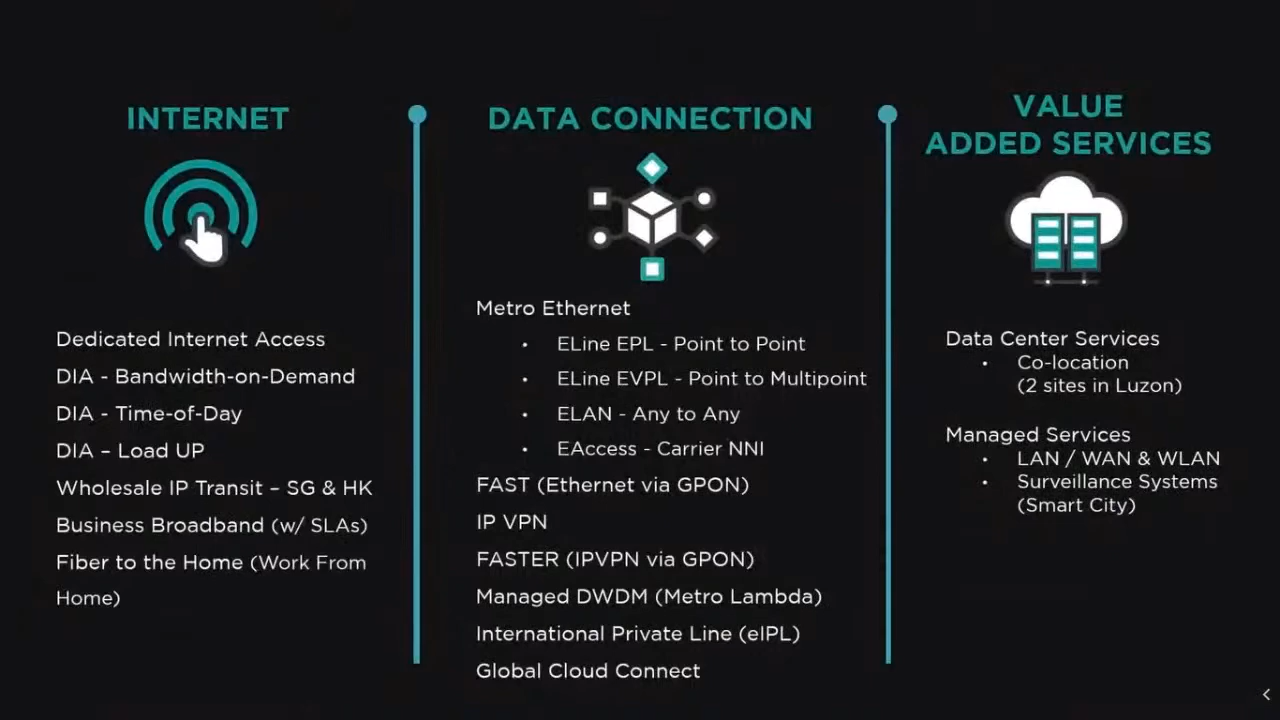 INTERNET
Dedicated Internet Access
DIA - Bandwidth-on-Demand
DIA - Time-of-Day
DIA – Load UP
Wholesale IP Transit – SG & HK
Business Broadband (w/ SLAs)
Fiber to the Home (Work From
Home)
DATA CONNECTION
Metro Ethernet
• ELine EPL - Point to Point
• ELine EVPL - Point to Multipoint
• ELAN - Any to Any
• EAccess - Carrier NNI
FAST (Ethernet via GPON)
IP VPN
FASTER (IPVPN via GPON)
Managed DWDM (Metro Lambda)
International Private Line (eIPL)
Global Cloud Connect
VALUE
ADDED SERVICES
Data Center Services
• Co-location
(2 sites in Luzon)
Managed Services
• LAN / WAN & WLAN
• Surveillance Systems
(Smart City)